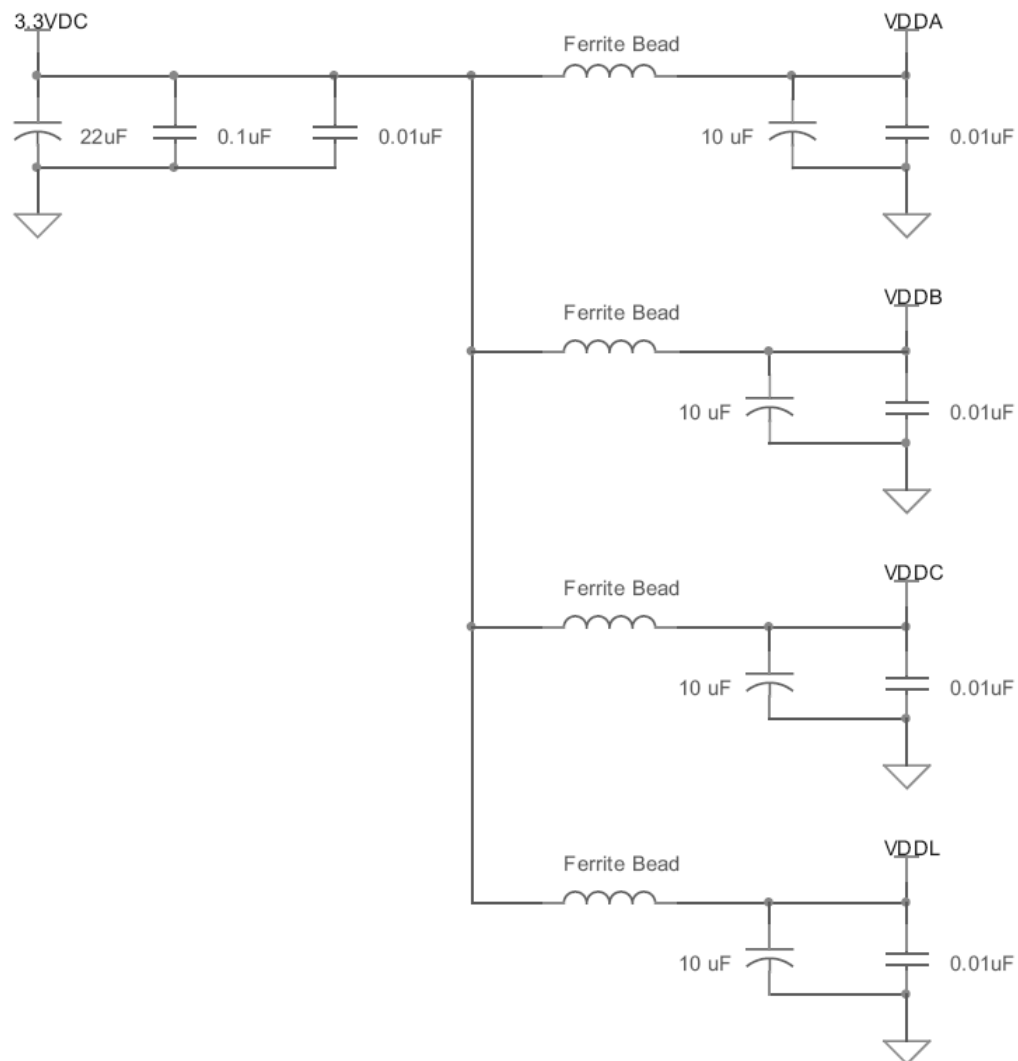 3.3VDC
Ferrite Bead
VDDA
22uF
0.1uF
0.01uF
10 uF
0.01uF
Ferrite Bead
VDDB
10 uF
0.01uF
Ferrite Bead
VDDC
10 uF
0.01uF
Ferrite Bead
VDDL
10 uF
0.01uF